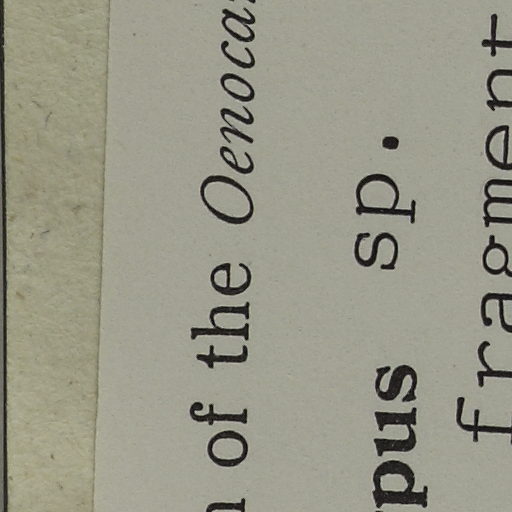 of the Oenoca
pus sp.
fragment